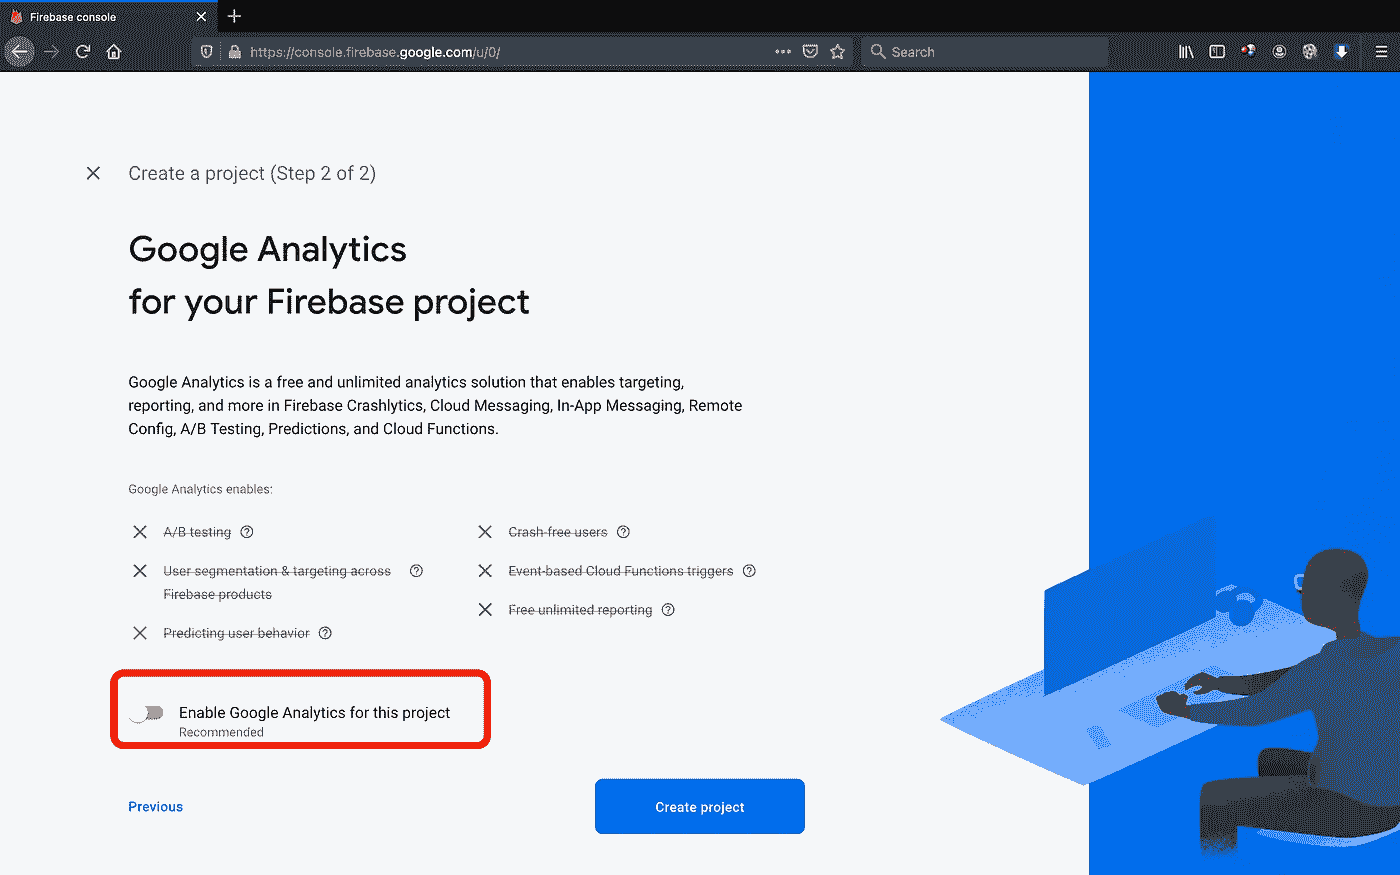 Firebase console
https://console.firebase.google.com/u/0/
Search
Create a project (Step 2 of 2)
Google Analytics
for your Firebase project
Google Analytics is a free and unlimited analytics solution that enables targeting,
reporting, and more in Firebase Crashlytics, Cloud Messaging, In-App Messaging, Remote
Config, A/B Testing, Predictions, and Cloud Functions.
Google Analytics enables:
A/B testing
User segmentation & targeting across
Firebase products
Predicting user behavior
Crash-free users
Event-based Cloud Functions triggers
Free unlimited reporting
Enable Google Analytics for this project
Recommended
Previous
Create project